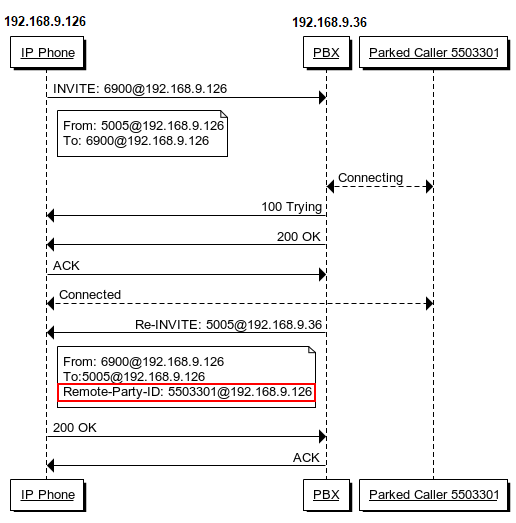 192.168.9.126
192.168.9.36
IP Phone
PBX
Parked Caller 5503301
INVITE: 6900@192.168.9.126
From: 5005@192.168.9.126
To: 6900@192.168.9.126
Connecting
100 Trying
200 OK
ACK
Connected
Re-INVITE: 5005@192.168.9.36
From: 6900@192.168.9.126
To:5005@192.168.9.126
Remote-Party-ID: 5503301@192.168.9.126
200 OK
ACK
IP Phone
PBX
Parked Caller 5503301